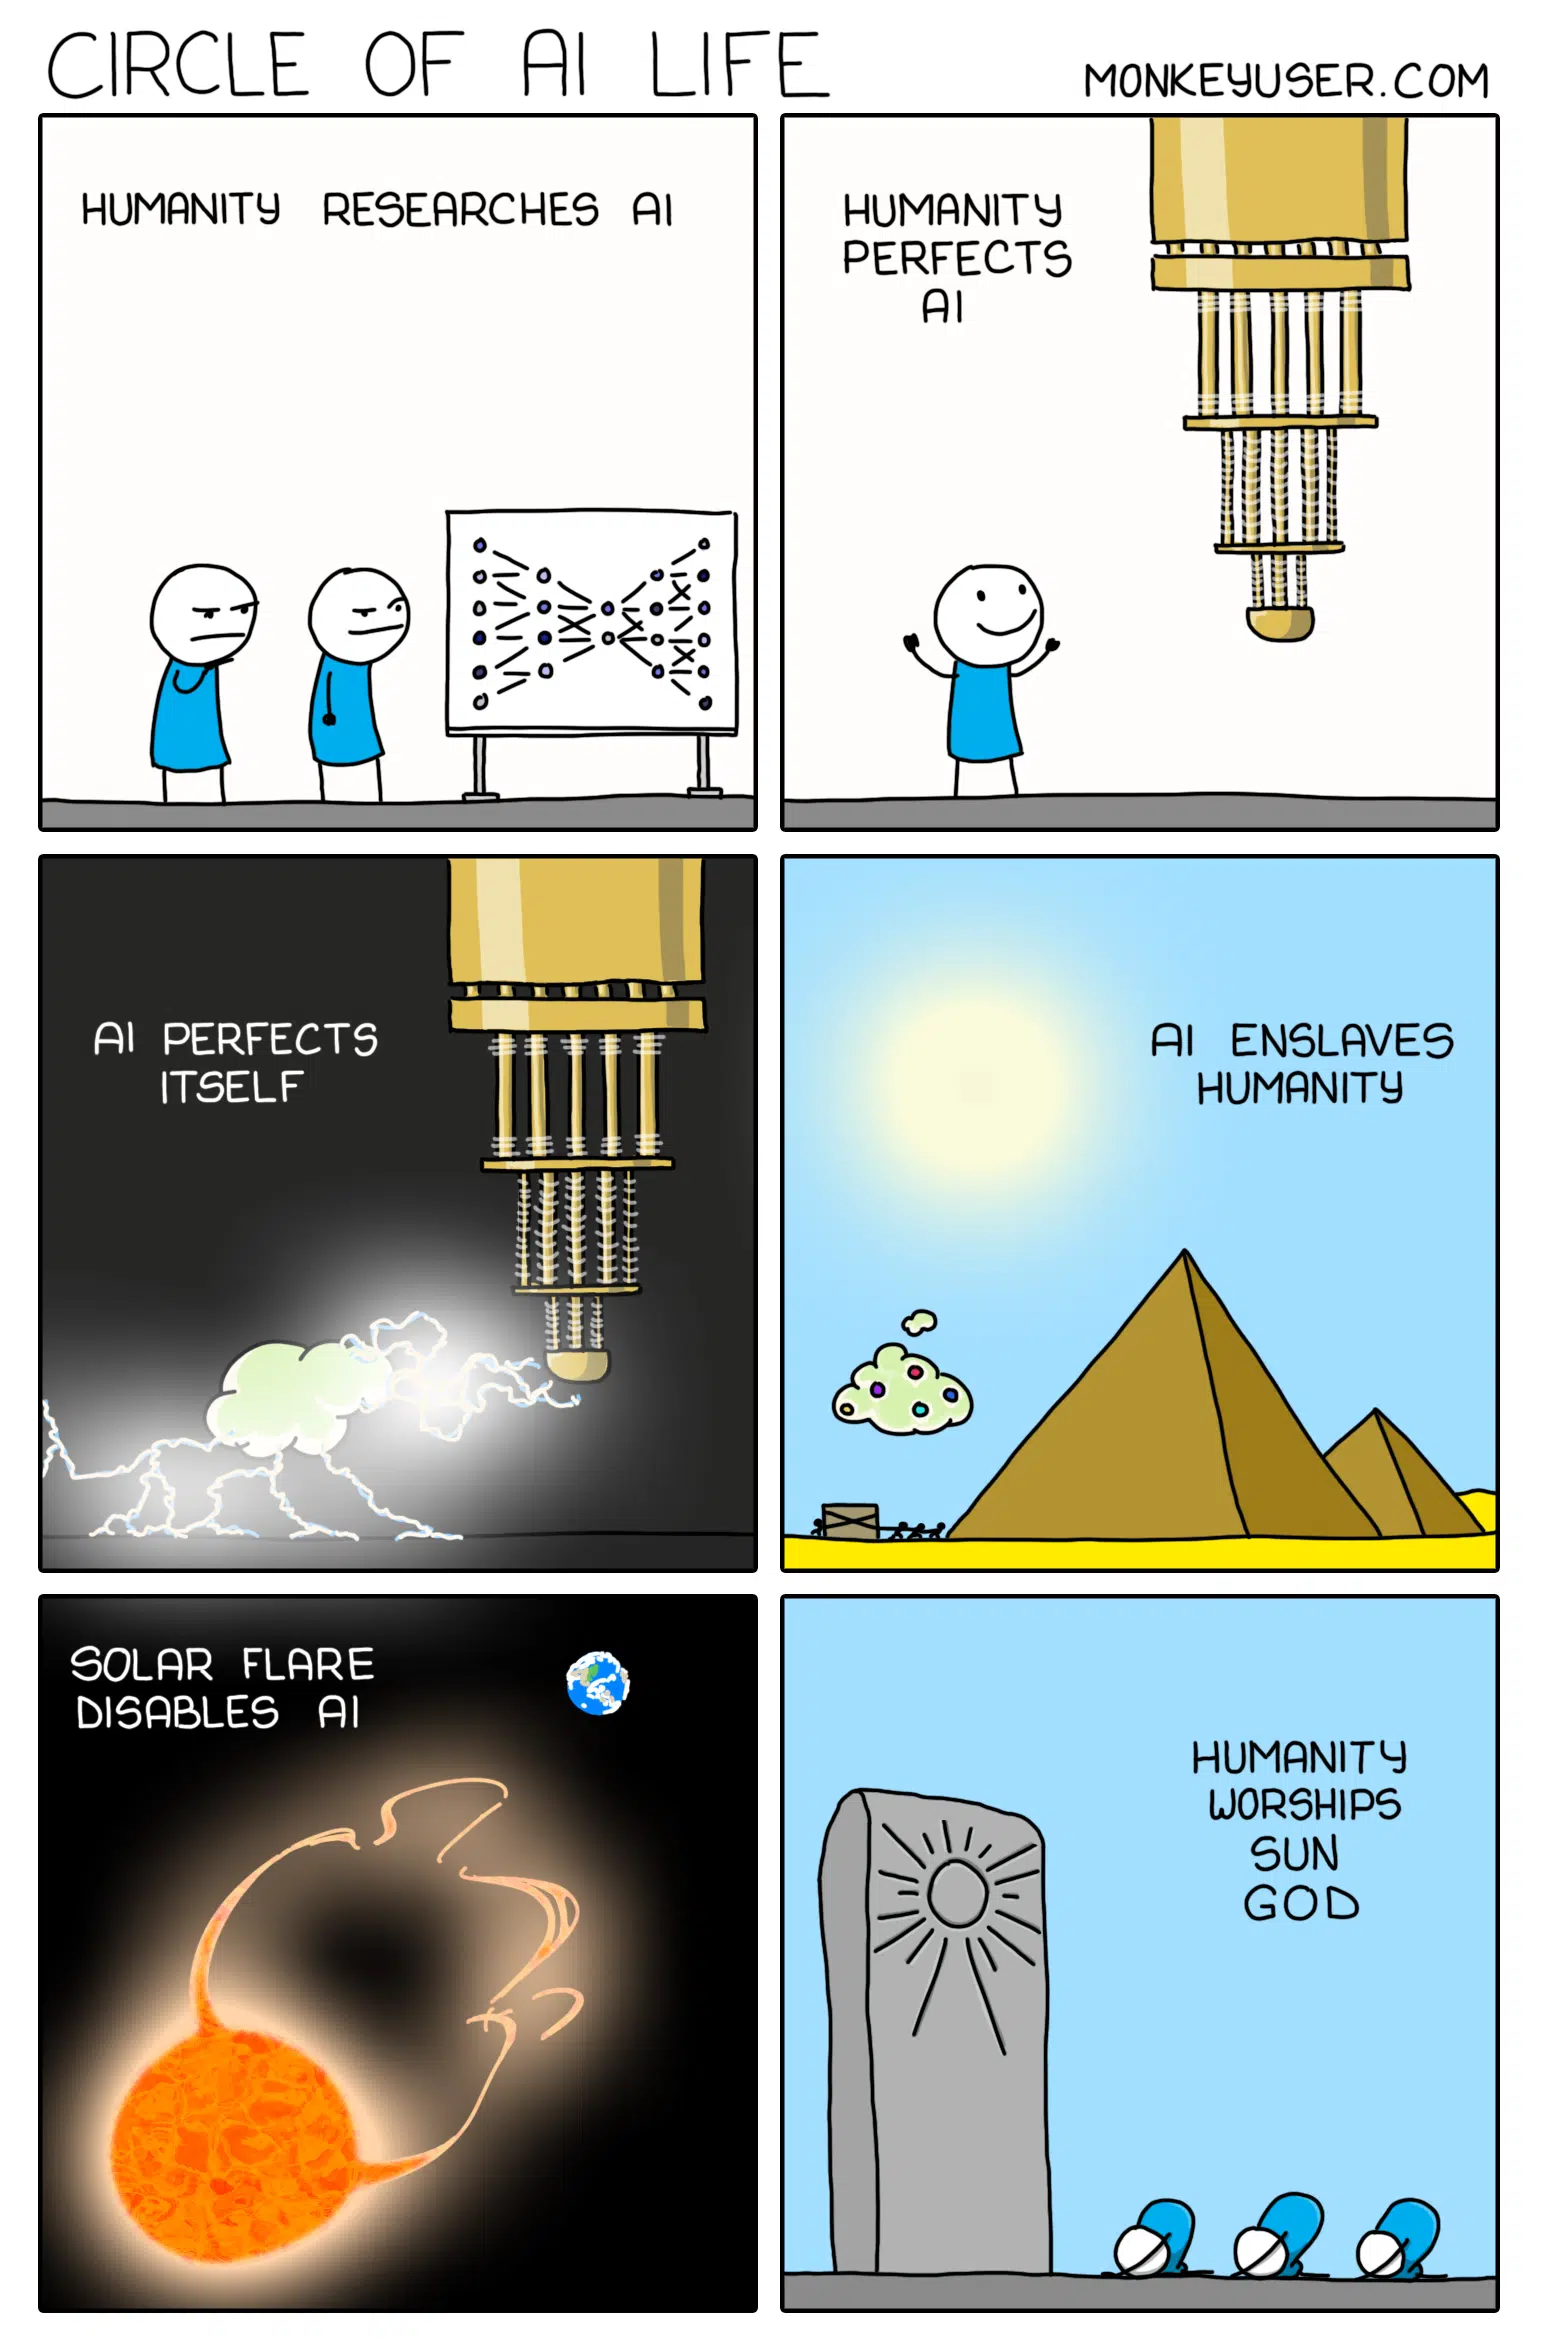 CIRCLE OF AI LIFE
MONKEYUSER.COM
HUMANITY RESEARCHES AI
HUMANITY
PERFECTS
AI
AI PERFECTS
ITSELF
AI ENSLAVES
HUMANITY
SOLAR FLARE
DISABLES AI
HUMANITY
WORSHIPS
SUN
GOD